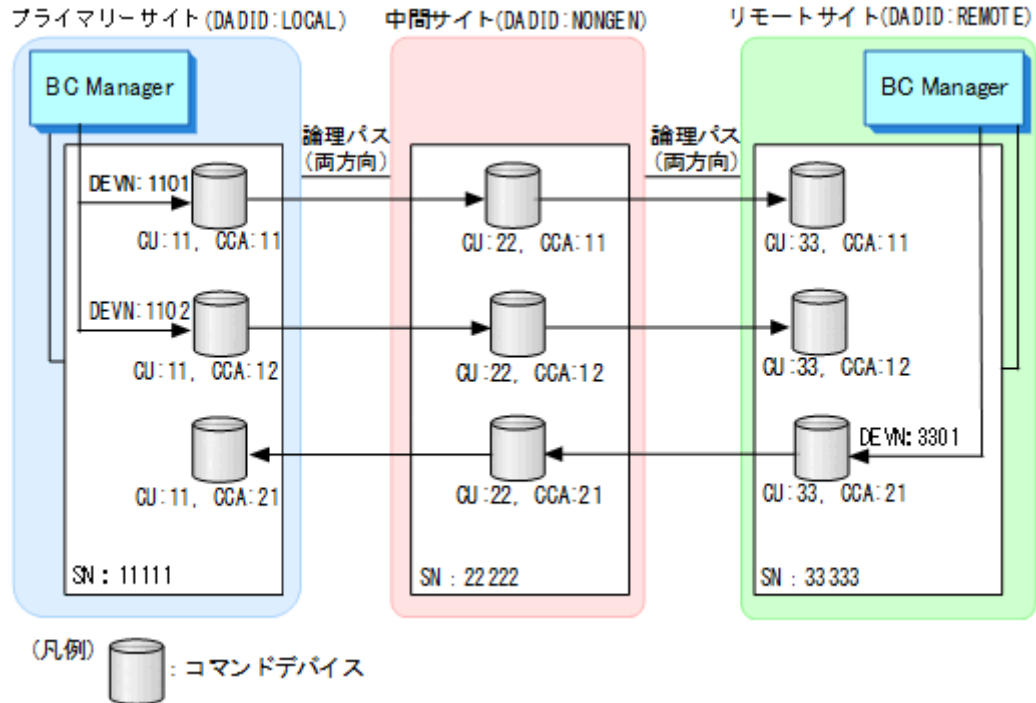 プライマリーサイト(DADID:LOCAL)
中間サイト(DADID:NONGEN)
リモートサイト(DADID:REMOTE)
BC Manager
BC Manager
論理パス
(両方向)
論理パス
(両方向)
DEVN:1101
CU:11, CCA:11
CU:22, CCA:11
CU:33, CCA:11
DEVN:1102
CU:11, CCA:12
CU:22, CCA:12
CU:33, CCA:12
DEVN:3301
CU:11, CCA:21
CU:22, CCA:21
CU:33, CCA:21
SN:11111
SN:22222
SN:33333
(凡例)
:コマンドデバイス